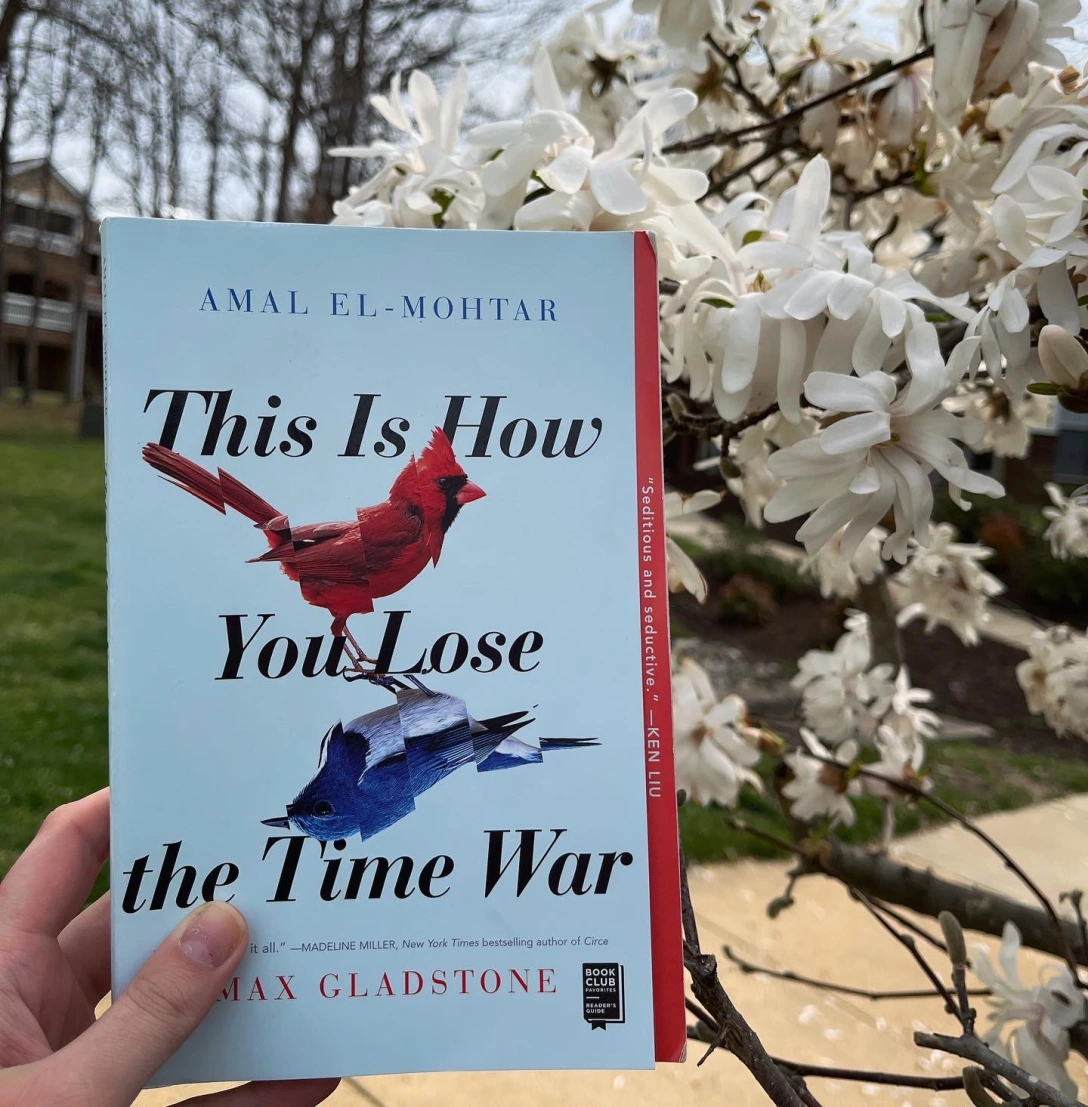 AMAL EL-MOHTAR
This Is How
You Lose
the Time War
it all.” —MADELINE MILLER, New York Times bestselling author of Circe
MAX GLADSTONE
BOOK
CLUB
FAVORITES
READER'S
GUIDE
“Seditious and seductive.” —KEN LIU